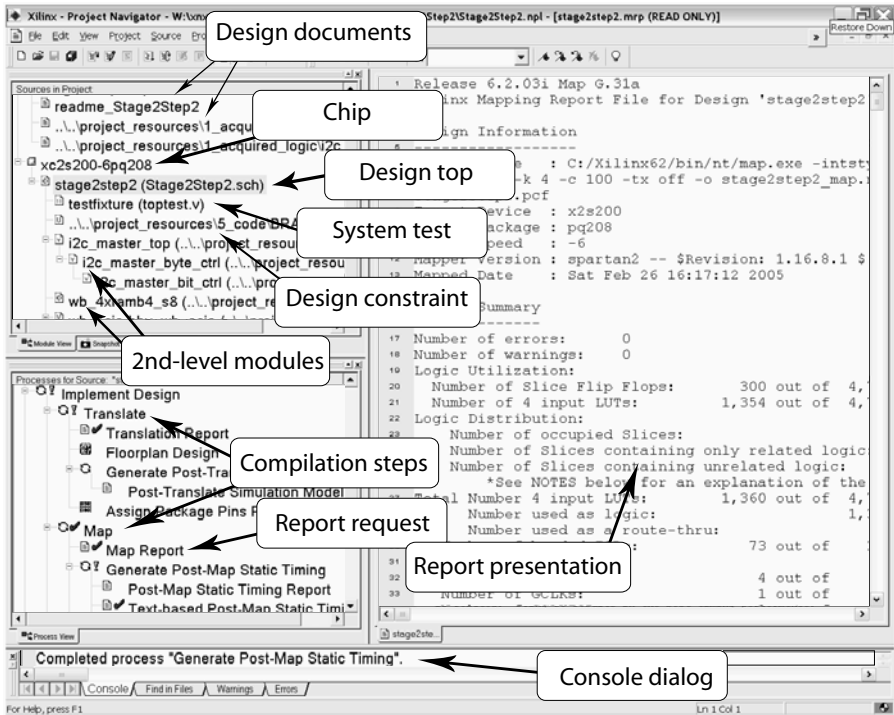 Xilinx - Project Navigator - W:\xnx
Step2\Stage2Step2.npl - [stage2step2.mrp (READ ONLY)]
Restore Down
File Edit View Project Source
Design documents
Sources in Project
readme_Stage2Step2
..\..\project_resources\1_acqu
..\..\project_resources\1_acquired_logic\i2c
Chip
xc2s200-6pq208
stage2step2 (Stage2Step2.sch)
Design top
testfixture (toptest.v)
System test
..\..\project_resources\5_code\BRA
i2c_master_top (..\..\project_resou
i2c_master_byte_ctrl (..\..\project_resou
2c_master_bit_ctrl (..\..\project_re
Design constraint
wb_4xramb4_s8 (..\..\project_re
Module View Snapshot
2nd-level modules
Processes for Source: "s
Implement Design
Translate
Translation Report
Floorplan Design
Generate Post-Tra
Post-Translate Simulation Model
Assign Package Pins P
Compilation steps
Map
Map Report
Report request
Generate Post-Map Static Timing
Post-Map Static Timing Report
Text-based Post-Map Static Timi
Process View
1 Release 6.2.03i Map G.31a
inx Mapping Report File for Design 'stage2step2
ign Information
5 ---------------
e : C:/Xilinx62/bin/nt/map.exe -intsty
-k 4 -c 100 -tx off -o stage2step2_map.n
.pcf
Device : x2s200
ackage : pq208
peed : -6
12 Mapper Version : spartan2 -- $Revision: 1.16.8.1 $
13 Mapped Date : Sat Feb 26 16:17:12 2005
Summary
--------
17 Number of errors: 0
18 Number of warnings: 0
19 Logic Utilization:
20 Number of Slice Flip Flops: 300 out of 4,
21 Number of 4 input LUTs: 1,354 out of 4,
22 Logic Distribution:
23 Number of occupied Slices:
Number of Slices containing only related logic:
Number of Slices containing unrelated logic:
*See NOTES below for an explanation of the
Total Number 4 input LUTs: 1,360 out of 4,
Number used as logic: 1,
Number used as a route-thru:
73 out of
31
Report presentation
32 4 out of
33 Number of GCLKs: 1 out of
stage2ste...
Completed process "Generate Post-Map Static Timing".
Console dialog
Console Find in Files Warnings Errors
For Help, press F1
Ln 1 Col 1